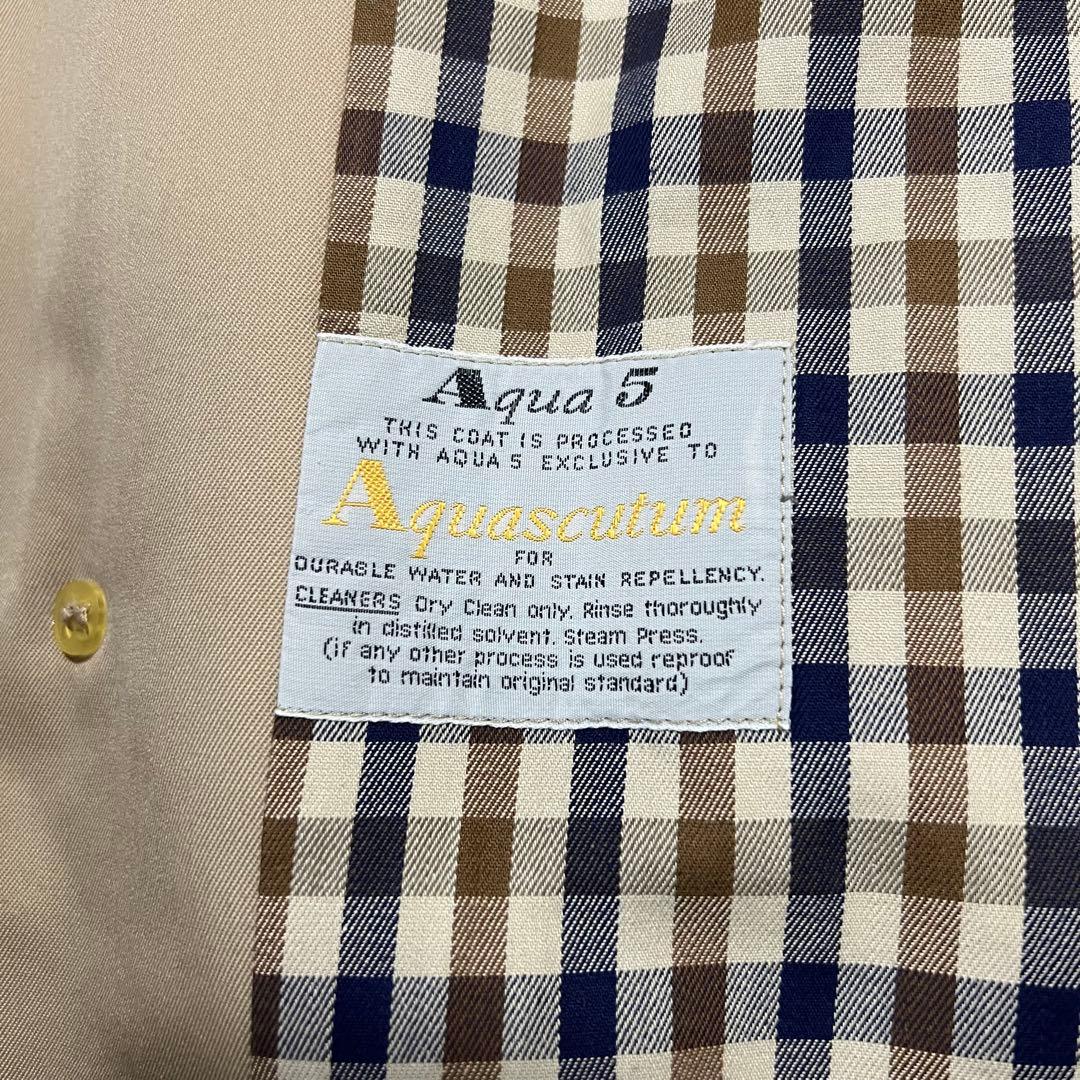 Aqua 5
THIS COAT IS PROCESSED
WITH AQUA 5 EXCLUSIVE TO
Aquascutum
FOR
DURABLE WATER AND STAIN REPELLENCY.
CLEANERS Dry Clean only. Rinse thoroughly
in distilled solvent. Steam Press.
(if any other process is used reproof
to maintain original standard)